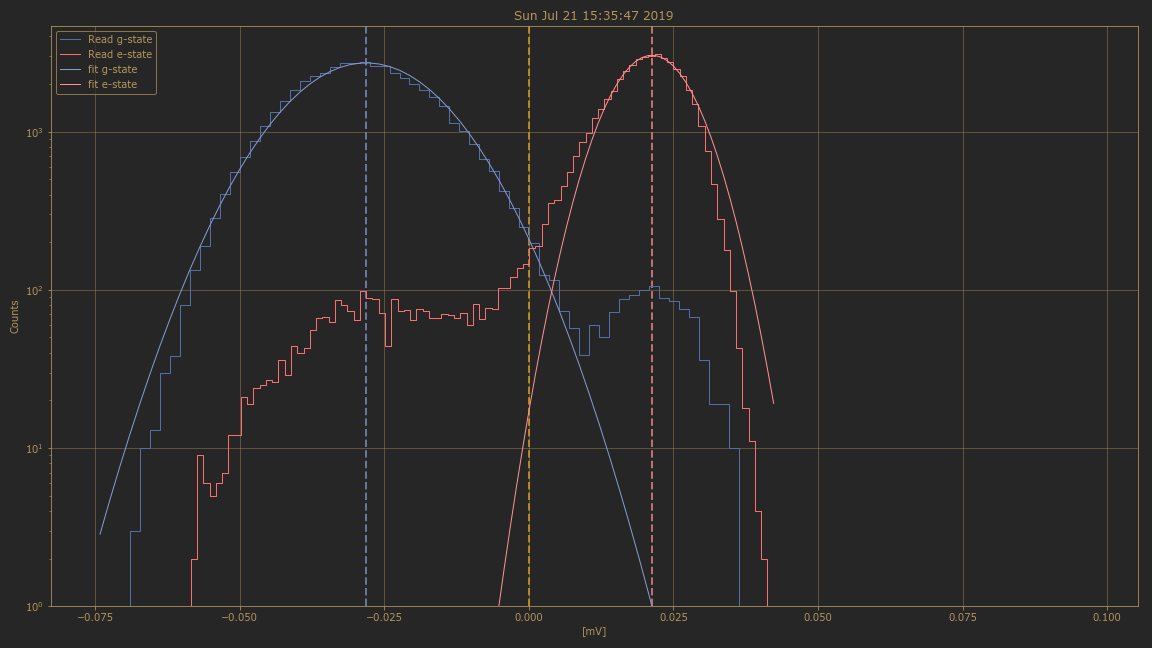 Sun Jul 21 15:35:47 2019
Read g-state
Read e-state
fit g-state
fit e-state
Counts
10³
10²
10¹
10⁰
−0.075 −0.050 −0.025 0.000 0.025 0.050 0.075 0.100
[mV]